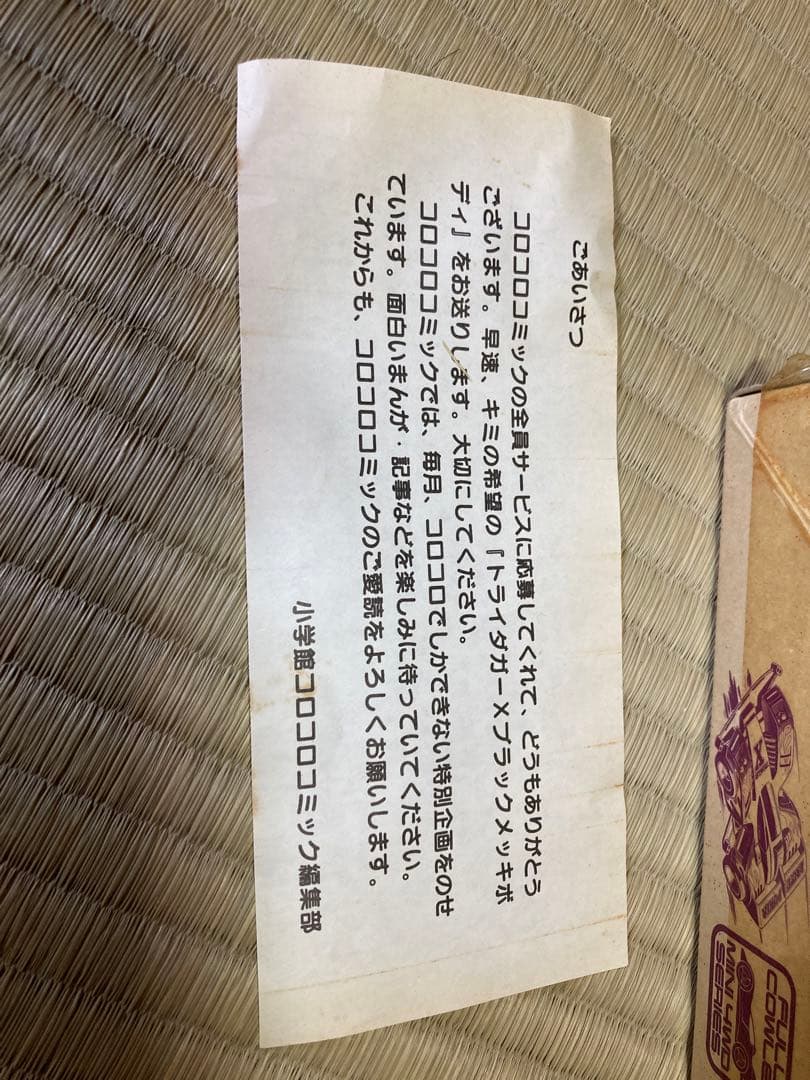 ごあいさつ
コロコロコミックの全員サービスに応募してくれて、どうもありがとう
ございます。早速、キミの希望の『トライダガーXブラックメッキボ
ディ』をお送りします。大切にしてください。
コロコロコミックでは、毎月、コロコロでしかできない特別企画をのせ
ています。面白いまんが・記事などを楽しみに待っていてください。
これからも、コロコロコミックのご愛読をよろしくお願いします。
小学館コロコロコミック編集部
FULL
COWLE
MINI 4WD
SERIES